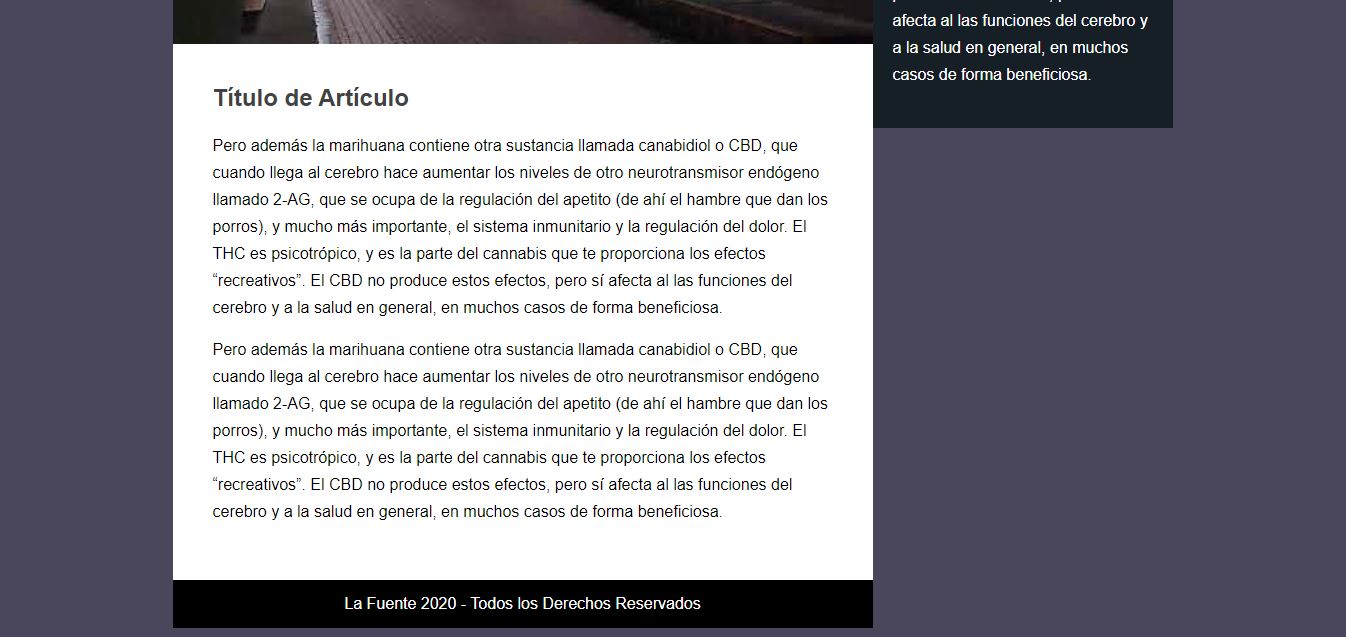 Título de Artículo
Pero además la marihuana contiene otra sustancia llamada canabidiol o CBD, que
cuando llega al cerebro hace aumentar los niveles de otro neurotransmisor endógeno
llamado 2-AG, que se ocupa de la regulación del apetito (de ahí el hambre que dan los
porros), y mucho más importante, el sistema inmunitario y la regulación del dolor. El
THC es psicotrópico, y es la parte del cannabis que te proporciona los efectos
“recreativos”. El CBD no produce estos efectos, pero sí afecta al las funciones del
cerebro y a la salud en general, en muchos casos de forma beneficiosa.
Pero además la marihuana contiene otra sustancia llamada canabidiol o CBD, que
cuando llega al cerebro hace aumentar los niveles de otro neurotransmisor endógeno
llamado 2-AG, que se ocupa de la regulación del apetito (de ahí el hambre que dan los
porros), y mucho más importante, el sistema inmunitario y la regulación del dolor. El
THC es psicotrópico, y es la parte del cannabis que te proporciona los efectos
“recreativos”. El CBD no produce estos efectos, pero sí afecta al las funciones del
cerebro y a la salud en general, en muchos casos de forma beneficiosa.
La Fuente 2020 - Todos los Derechos Reservados
afecta al las funciones del cerebro y
a la salud en general, en muchos
casos de forma beneficiosa.